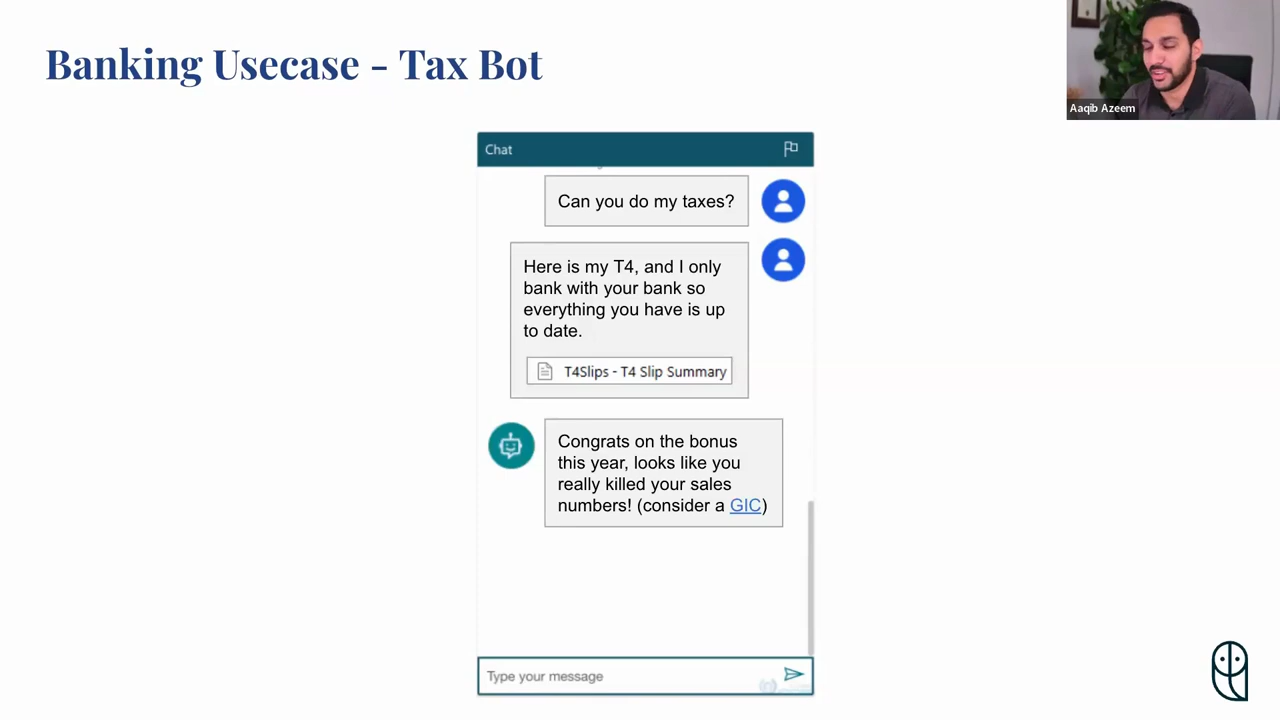 Banking Usecase - Tax Bot
Aaqib Azeem
Chat
Can you do my taxes?
Here is my T4, and I only
bank with your bank so
everything you have is up
to date.
T4Slips - T4 Slip Summary
Congrats on the bonus
this year, looks like you
really killed your sales
numbers! (consider a GIC)
Type your message